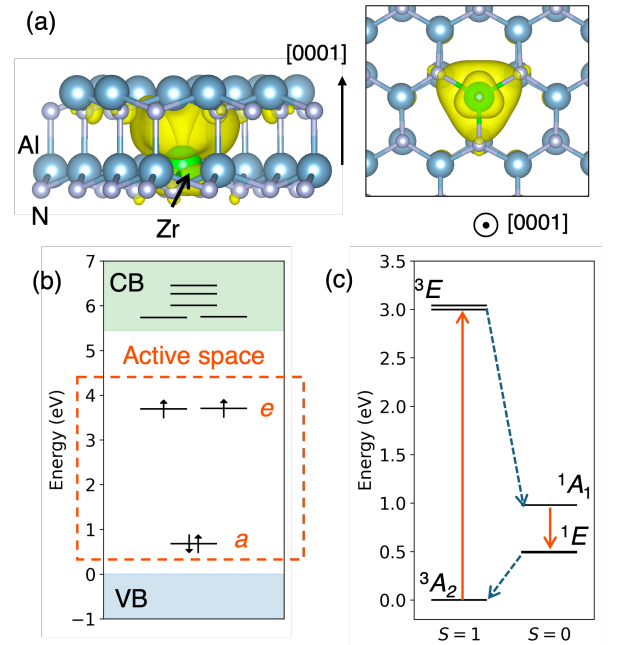 (a)
[0001]
Al
N
Zr
⊙ [0001]
(b)
7
6
5
4
3
2
1
0
−1
Energy (eV)
CB
Active space
e
a
VB
(c)
3.5
3.0
2.5
2.0
1.5
1.0
0.5
0.0
Energy (eV)
³E
¹A₁
¹E
³A₂
S = 1
S = 0